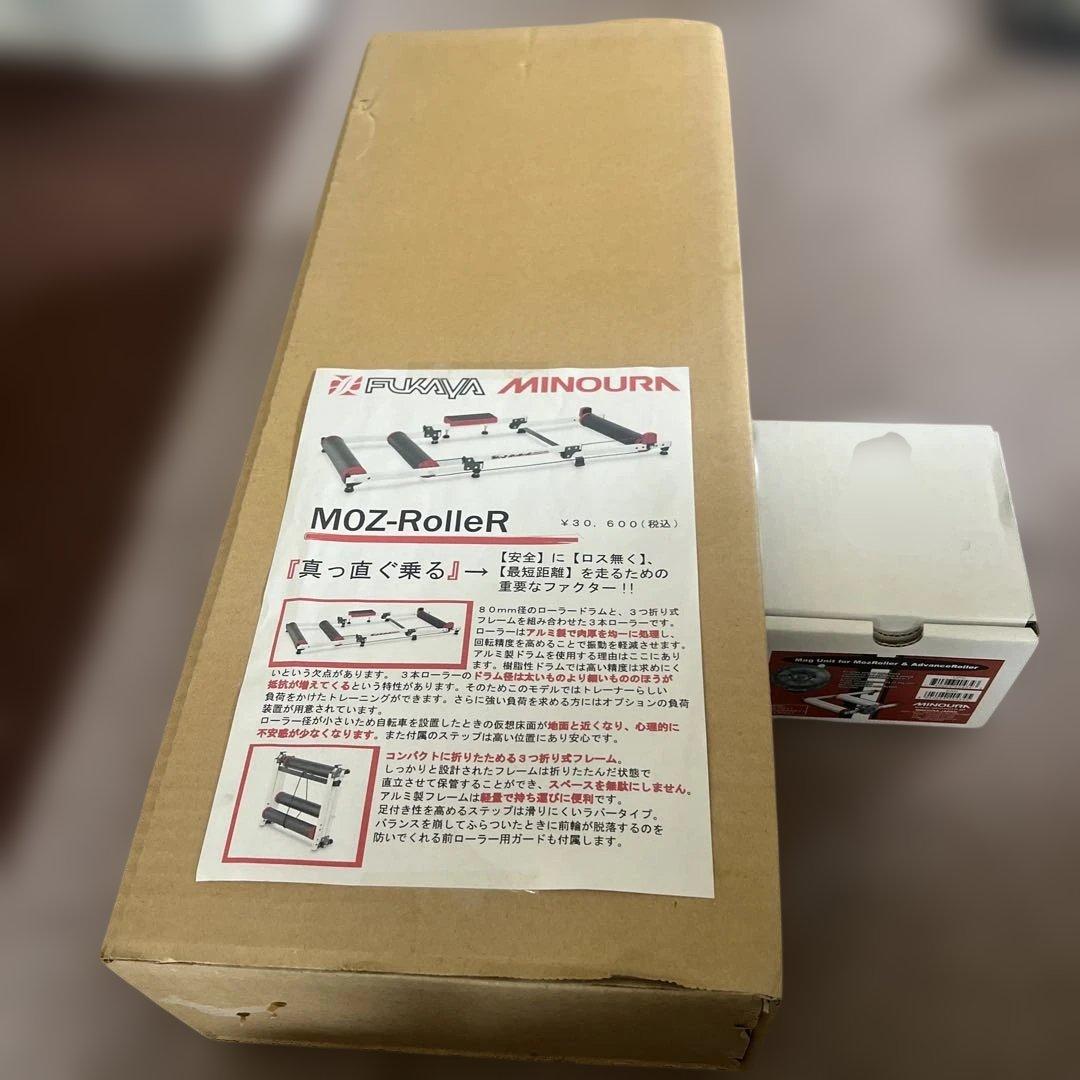 FUKAYA MINOURA
MOZ-RolleR ￥30,600(税込)
『真っ直ぐ乗る』→
【安全】に【ロス無く】、
【最短距離】を走るための
重要なファクター!!
80mm径のローラードラムと、3つ折り式
フレームを組み合わせた3本ローラーです。
ローラーはアルミ製で肉厚を均一に処理し、
回転精度を高めることで振動を軽減させます。
アルミ製ドラムを使用する理由はここにあり
ます。樹脂性ドラムでは高い精度は求めにく
いという欠点があります。 3本ローラーのドラム径は太いものより細いもののほうが
抵抗が増えてくるという特性があります。そのためこのモデルではトレーナーらしい
負荷をかけたトレーニングができます。さらに強い負荷を求める方にはオプションの負荷
装置が用意されています。
ローラー径が小さいため自転車を設置したときの仮想床面が地面と近くなり、心理的に
不安感が少なくなります。また付属のステップは高い位置にあり安心です。
コンパクトに折りたためる3つ折り式フレーム。
しっかりと設計されたフレームは折りたたんだ状態で
直立させて保管することができ、スペースを無駄にしません。
アルミ製フレームは軽量で持ち運びに便利です。
足付き性を高めるステップは滑りにくいラバータイプ。
バランスを崩してふらついたときに前輪が脱落するのを
防いでくれる前ローラー用ガードも付属します。
Mag Unit for MozRoller & AdvanceRoller
MINOURA